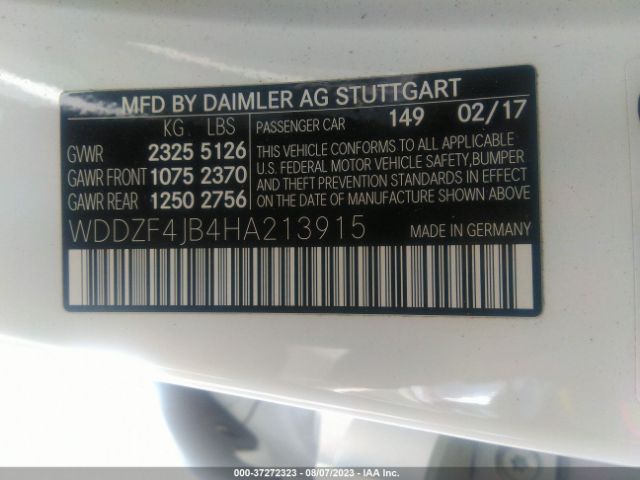 MFD BY DAIMLER AG STUTTGART
KG LBS
GVWR 2325 5126
GAWR FRONT 1075 2370
GAWR REAR 1250 2756
PASSENGER CAR 149 02/17
THIS VEHICLE CONFORMS TO ALL APPLICABLE
U.S. FEDERAL MOTOR VEHICLE SAFETY, BUMPER
AND THEFT PREVENTION STANDARDS IN EFFECT
ON THE DATE OF MANUFACTURE SHOWN ABOVE.
WDDZF4JB4HA213915 MADE IN GERMANY
000-37272323 - 08/07/2023 - IAA Inc.